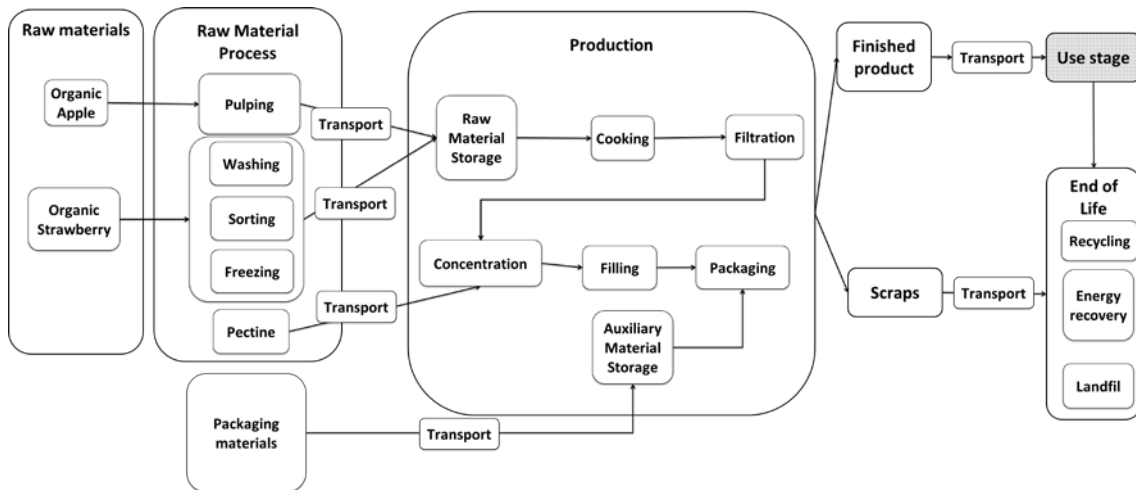 Raw materials
Organic
Apple
Organic
Strawberry
Raw Material
Process
Pulping
Washing
Sorting
Freezing
Pectine
Packaging
materials
Transport
Transport
Transport
Transport
Production
Raw
Material
Storage
Cooking
Filtration
Concentration
Filling
Packaging
Auxiliary
Material
Storage
Finished
product
Transport
Use stage
Scraps
Transport
End of
Life
Recycling
Energy
recovery
Landfil